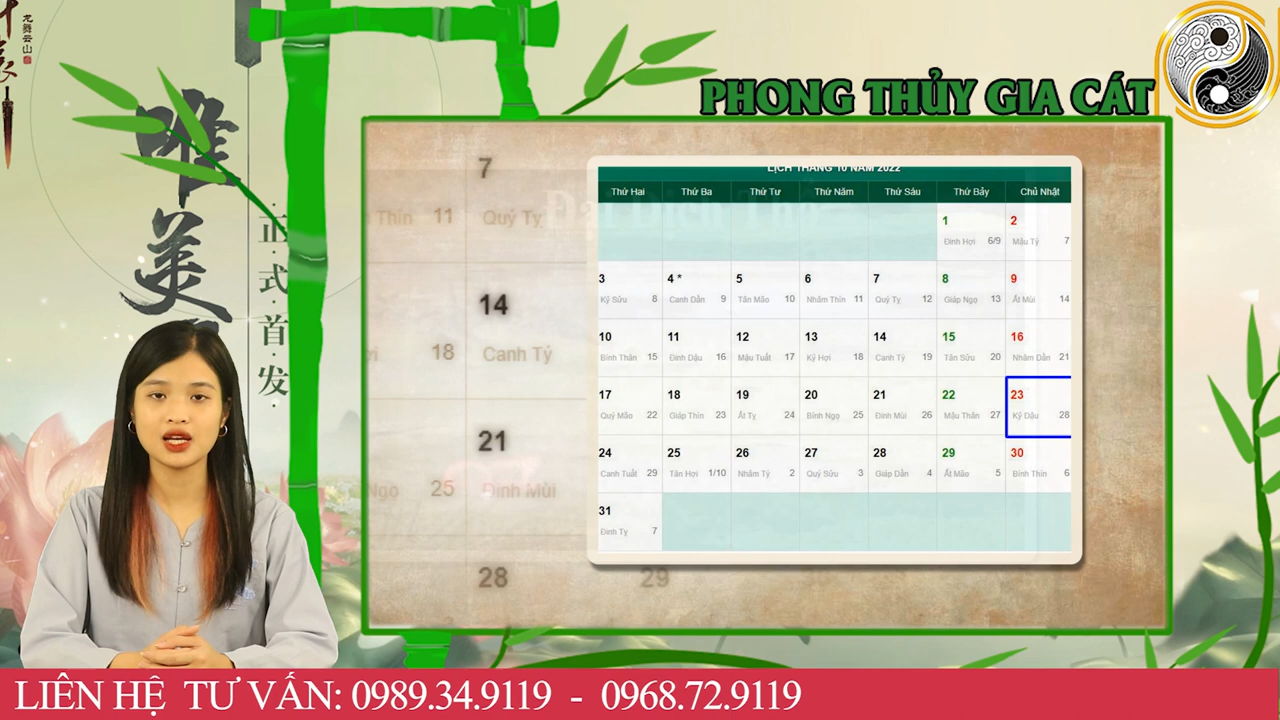 龙舞云山
唯美
·正·式·首·发·
PHONG THỦY GIA CÁT
7
Thìn 11 Quý Tỵ
14
18 Canh Tý
21
Ngọ 25 Đinh Mùi
28 29
LỊCH THÁNG 10 NĂM 2022
Thứ Hai Thứ Ba Thứ Tư Thứ Năm Thứ Sáu Thứ Bảy Chủ Nhật
1 2
Đinh Hợi 6/9 Mậu Tý 7
3 4 * 5 6 7 8 9
Kỷ Sửu 8 Canh Dần 9 Tân Mão 10 Nhâm Thìn 11 Quý Tỵ 12 Giáp Ngọ 13 Ất Mùi 14
10 11 12 13 14 15 16
Bính Thân 15 Đinh Dậu 16 Mậu Tuất 17 Kỷ Hợi 18 Canh Tý 19 Tân Sửu 20 Nhâm Dần 21
17 18 19 20 21 22 23
Quý Mão 22 Giáp Thìn 23 Ất Tỵ 24 Bính Ngọ 25 Đinh Mùi 26 Mậu Thân 27 Kỷ Dậu 28
24 25 26 27 28 29 30
Canh Tuất 29 Tân Hợi 1/10 Nhâm Tý 2 Quý Sửu 3 Giáp Dần 4 Ất Mão 5 Bính Thìn 6
31
Đinh Tỵ 7
LIÊN HỆ TƯ VẤN: 0989.34.9119 - 0968.72.9119